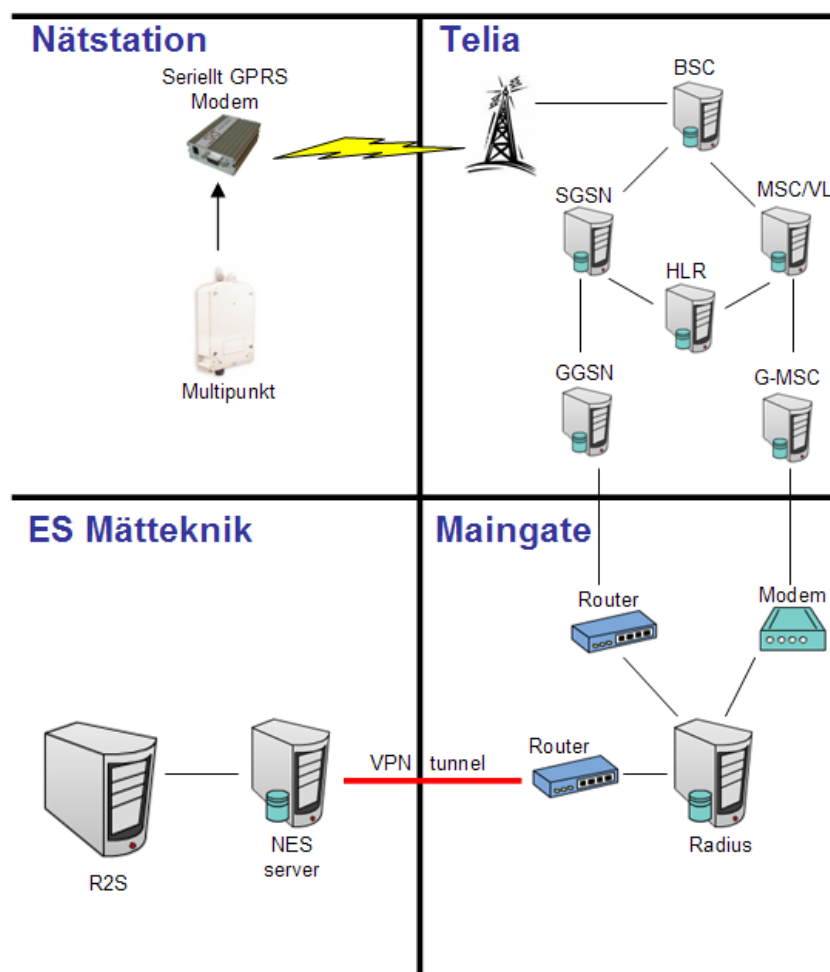 Nätstation
Seriellt GPRS
Modem
Multipunkt
Telia
BSC
SGSN
MSC/VL
HLR
GGSN
G-MSC
ES Mätteknik
R2S
NES
server
VPN tunnel
Maingate
Router
Modem
Router
Radius